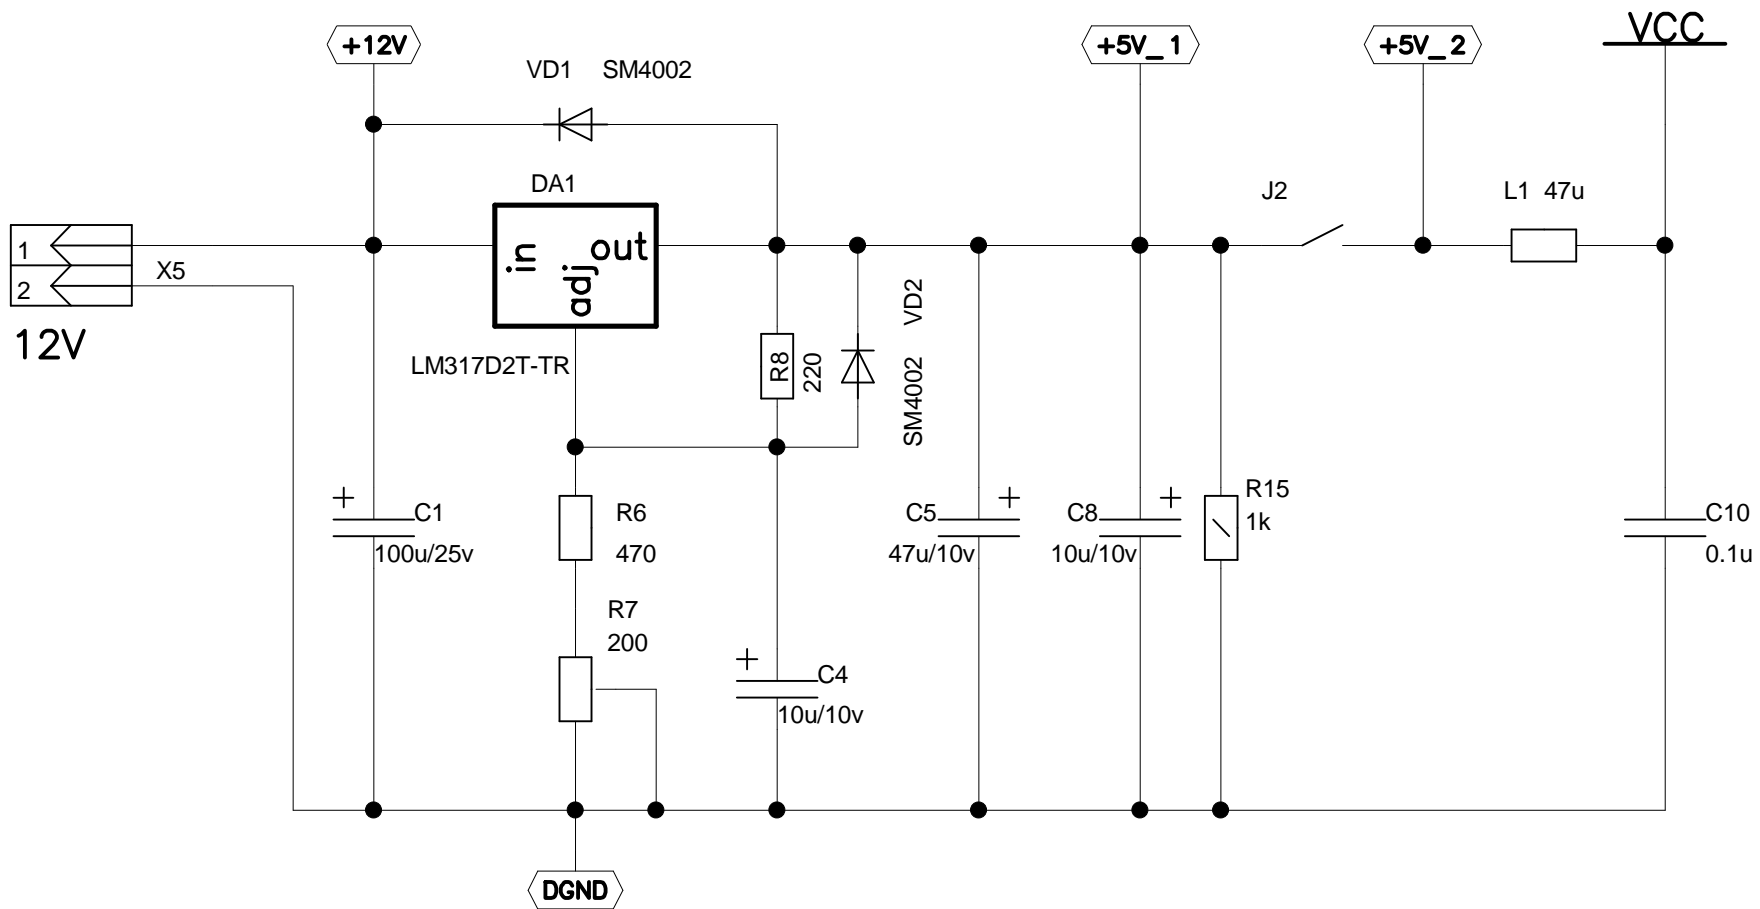 +12V
+5V_1
+5V_2
VCC
VD1 SM4002
DA1
J2
L1 47u
1
2
X5
12V
in
adj
out
LM317D2T-TR
R8
220
VD2
SM4002
+
C1
100u/25v
R6
470
R7
200
+
C4
10u/10v
+
C5
47u/10v
+
C8
10u/10v
R15
1k
C10
0.1u
DGND